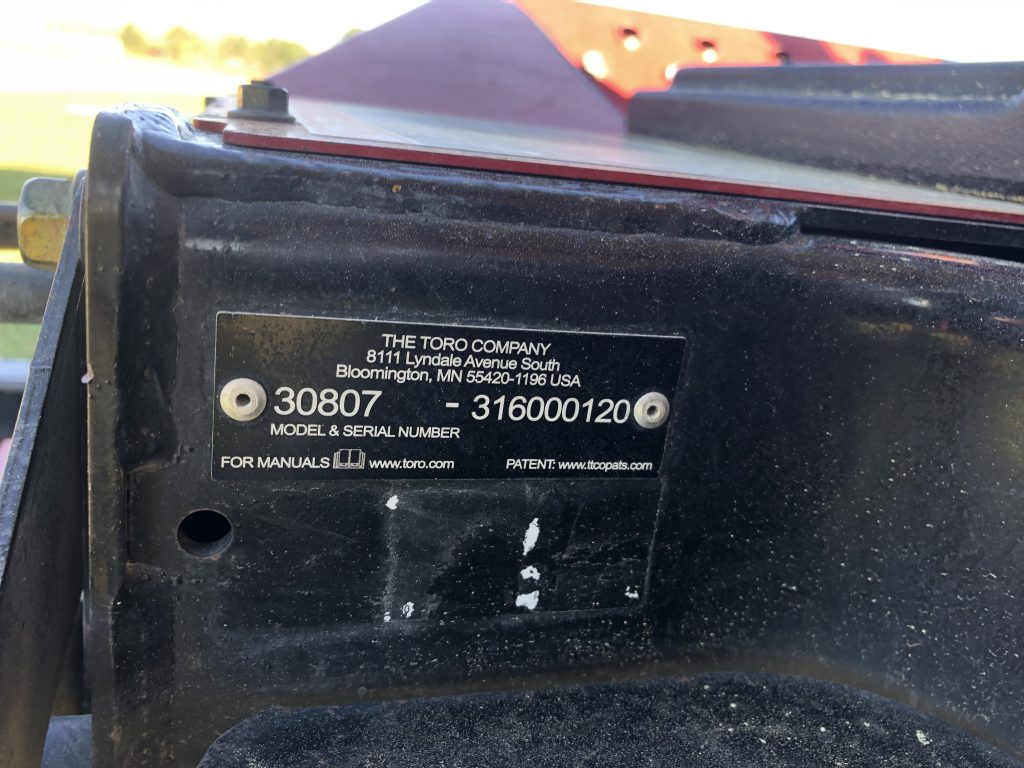 THE TORO COMPANY
8111 Lyndale Avenue South
Bloomington, MN 55420-1196 USA
30807 - 316000120
MODEL & SERIAL NUMBER
FOR MANUALS www.toro.com PATENT: www.ttcopats.com